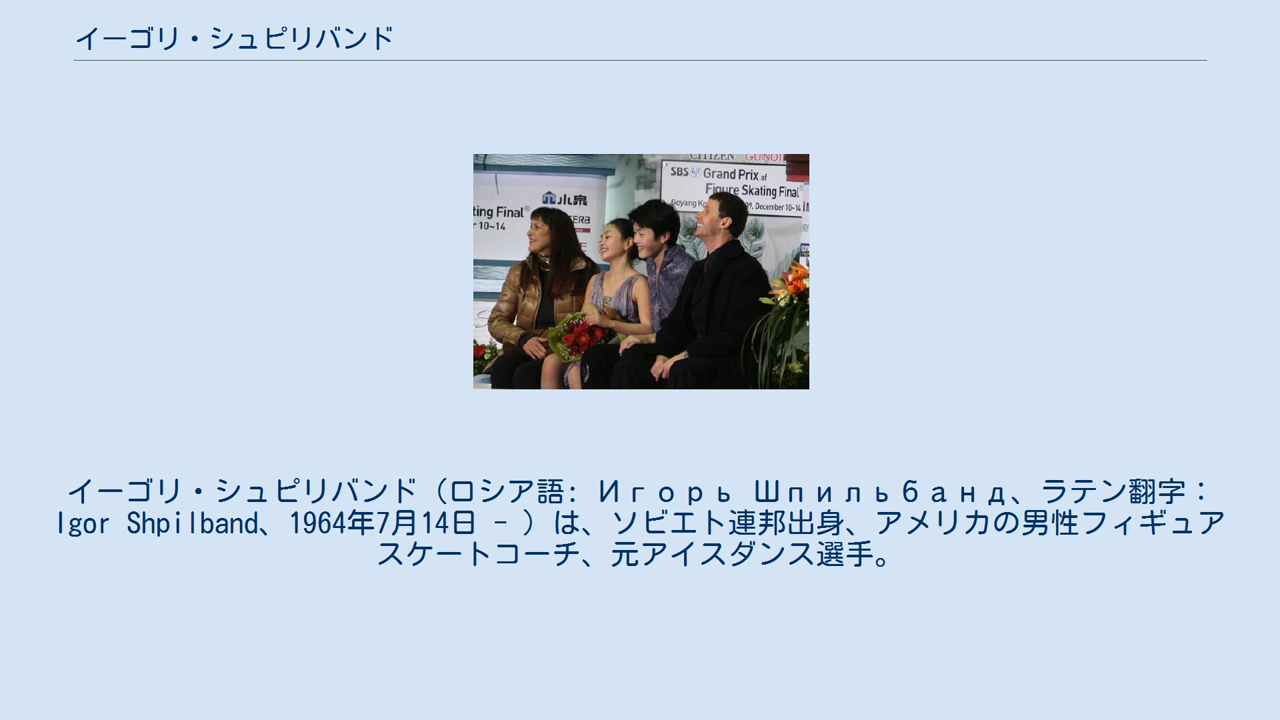 イーゴリ・シュピリバンド
CITIZEN
SBS Grand Prix of
Figure Skating Final
小泉
ting Final
10~14
イーゴリ・シュピリバンド（ロシア語: Игорь Шпильбанд、ラテン翻字：
Igor Shpilband、1964年7月14日 - ）は、ソビエト連邦出身、アメリカの男性フィギュア
スケートコーチ、元アイスダンス選手。